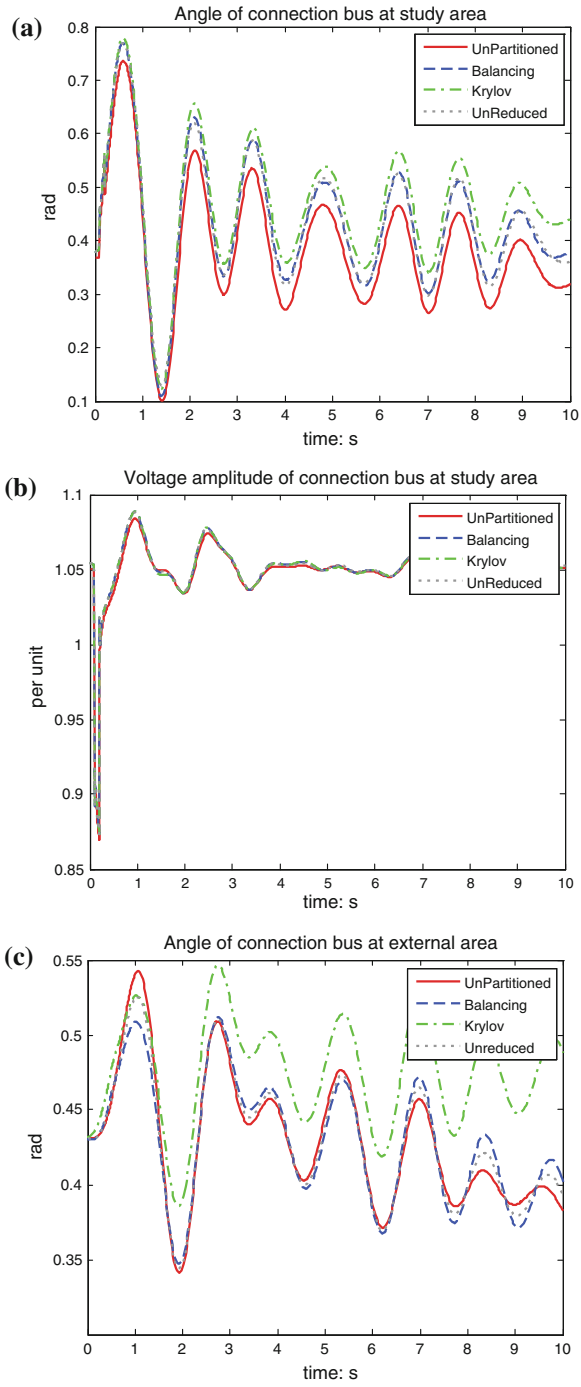 (a)
Angle of connection bus at study area
0.8
0.7
0.6
0.5
0.4
0.3
0.2
0.1
rad
UnPartitioned
Balancing
Krylov
UnReduced
0 1 2 3 4 5 6 7 8 9 10
time: s
(b)
Voltage amplitude of connection bus at study area
1.1
1.05
1
0.95
0.9
0.85
per unit
UnPartitioned
Balancing
Krylov
UnReduced
0 1 2 3 4 5 6 7 8 9 10
time: s
(c)
Angle of connection bus at external area
0.55
0.5
0.45
0.4
0.35
rad
UnPartitioned
Balancing
Krylov
Unreduced
0 1 2 3 4 5 6 7 8 9 10
time: s